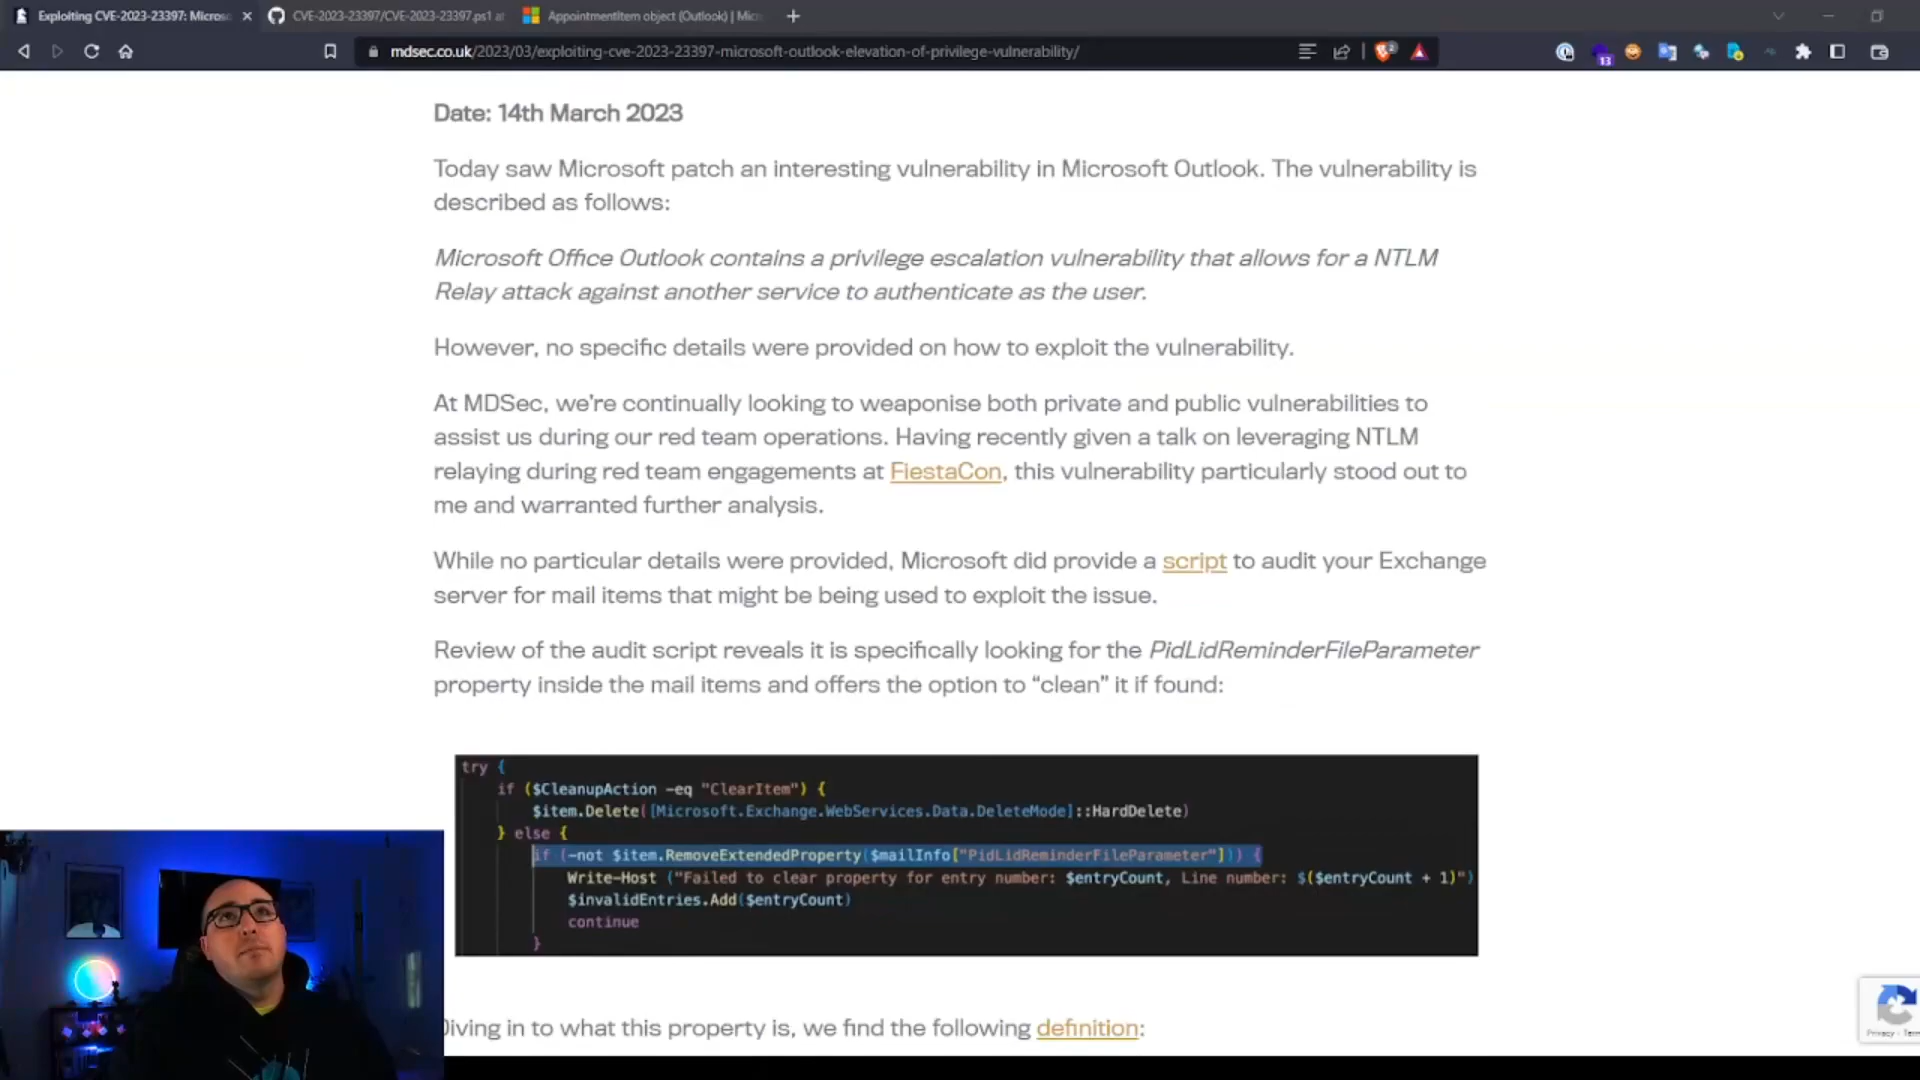 Exploiting CVE-2023-23397: Micros
CVE-2023-23397/CVE-2023-23397.ps1 at
AppointmentItem object (Outlook) | Mic
mdsec.co.uk/2023/03/exploiting-cve-2023-23397-microsoft-outlook-elevation-of-privilege-vulnerability/
2
13
Date: 14th March 2023
Today saw Microsoft patch an interesting vulnerability in Microsoft Outlook. The vulnerability is
described as follows:
Microsoft Office Outlook contains a privilege escalation vulnerability that allows for a NTLM
Relay attack against another service to authenticate as the user.
However, no specific details were provided on how to exploit the vulnerability.
At MDSec, we're continually looking to weaponise both private and public vulnerabilities to
assist us during our red team operations. Having recently given a talk on leveraging NTLM
relaying during red team engagements at FiestaCon, this vulnerability particularly stood out to
me and warranted further analysis.
While no particular details were provided, Microsoft did provide a script to audit your Exchange
server for mail items that might be being used to exploit the issue.
Review of the audit script reveals it is specifically looking for the PidLidReminderFileParameter
property inside the mail items and offers the option to “clean” it if found:
try {
if ($CleanupAction -eq "ClearItem") {
$item.Delete([Microsoft.Exchange.WebServices.Data.DeleteMode]::HardDelete)
} else {
if (-not $item.RemoveExtendedProperty($mailInfo["PidLidReminderFileParameter"])) {
Write-Host ("Failed to clear property for entry number: $entryCount, Line number: $($entryCount + 1)")
$invalidEntries.Add($entryCount)
continue
}
Diving in to what this property is, we find the following definition:
Privacy - Term